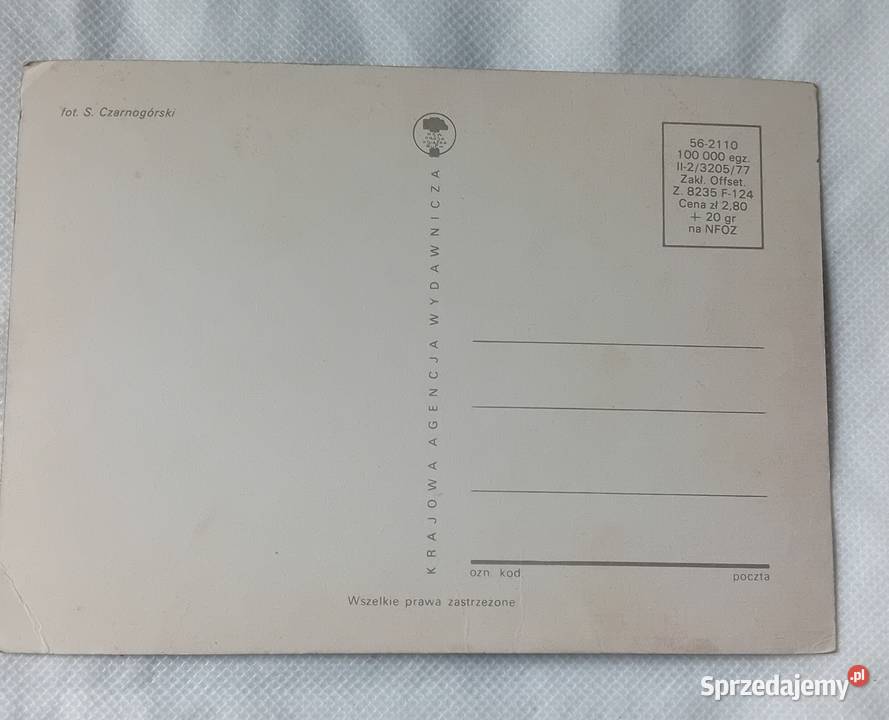 fot. S. Czarnogórski
KRAJOWA AGENCJA WYDAWNICZA
56-2110
100 000 egz.
II-2/3205/77
Zakł. Offset.
Z. 8235 F-124
Cena zł 2,80
+ 20 gr
na NFOZ
ozn. kod
poczta
Wszelkie prawa zastrzeżone
Sprzedajemy.pl